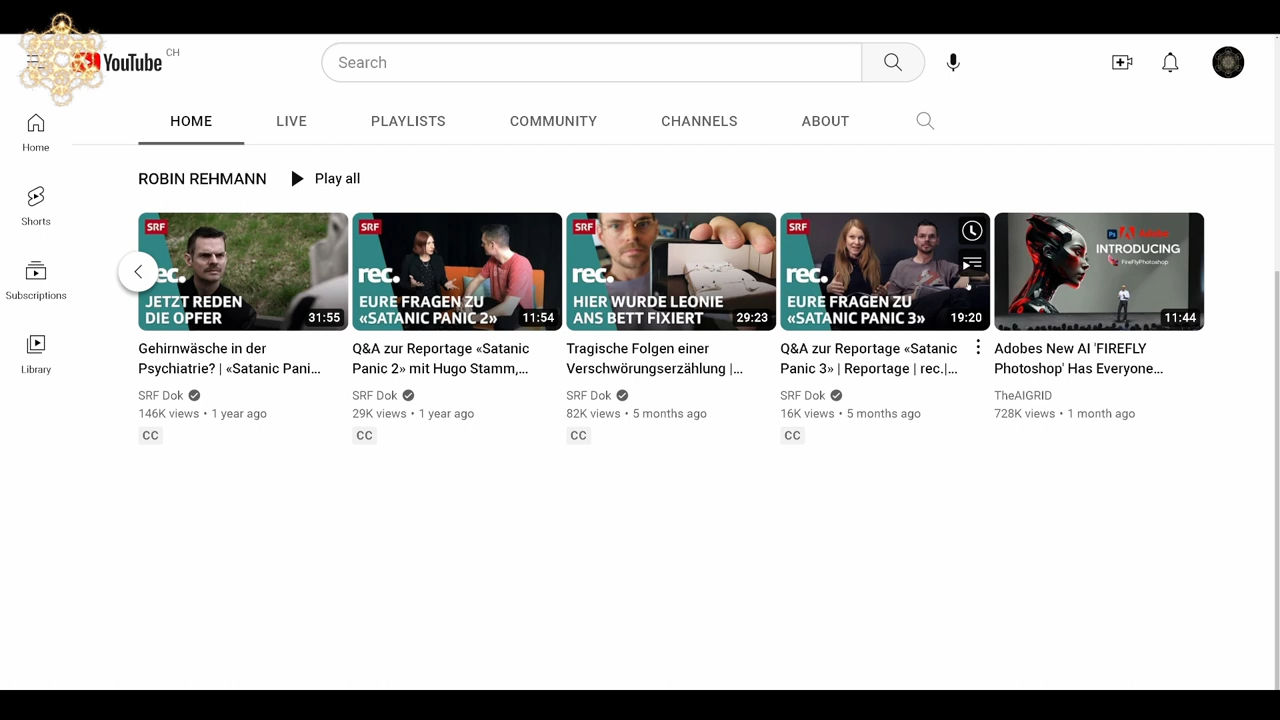 YouTube CH
Search
HOME LIVE PLAYLISTS COMMUNITY CHANNELS ABOUT
Home
Shorts
Subscriptions
Library
ROBIN REHMANN Play all
SRF
rec.
JETZT REDEN
DIE OPFER
31:55
Gehirnwäsche in der
Psychiatrie? | «Satanic Pani...
SRF Dok
146K views • 1 year ago
CC
SRF
rec.
EURE FRAGEN ZU
«SATANIC PANIC 2»
11:54
Q&A zur Reportage «Satanic
Panic 2» mit Hugo Stamm,...
SRF Dok
29K views • 1 year ago
CC
SRF
rec.
HIER WURDE LEONIE
ANS BETT FIXIERT
29:23
Tragische Folgen einer
Verschwörungserzählung |...
SRF Dok
82K views • 5 months ago
CC
SRF
rec.
EURE FRAGEN ZU
«SATANIC PANIC 3»
19:20
Q&A zur Reportage «Satanic
Panic 3» | Reportage | rec.|...
SRF Dok
16K views • 5 months ago
CC
Ps Adobe
INTRODUCING
FireFlyPhotoshop
11:44
Adobes New AI 'FIREFLY
Photoshop' Has Everyone...
TheAIGRID
728K views • 1 month ago